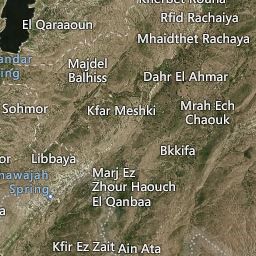 Kherbet Rouha
El Qaraaoun
Rfid Rachaiya
Mhaidthet Rachaya
Majdel
Balhiss
Dahr El Ahmar
Sohmor
Kfar Meshki
Mrah Ech
Chaouk
Bkkifa
Libbaya
Spring
Marj Ez
Zhour Haouch
El Qanbaa
Kfir Ez Zait
Ain Ata